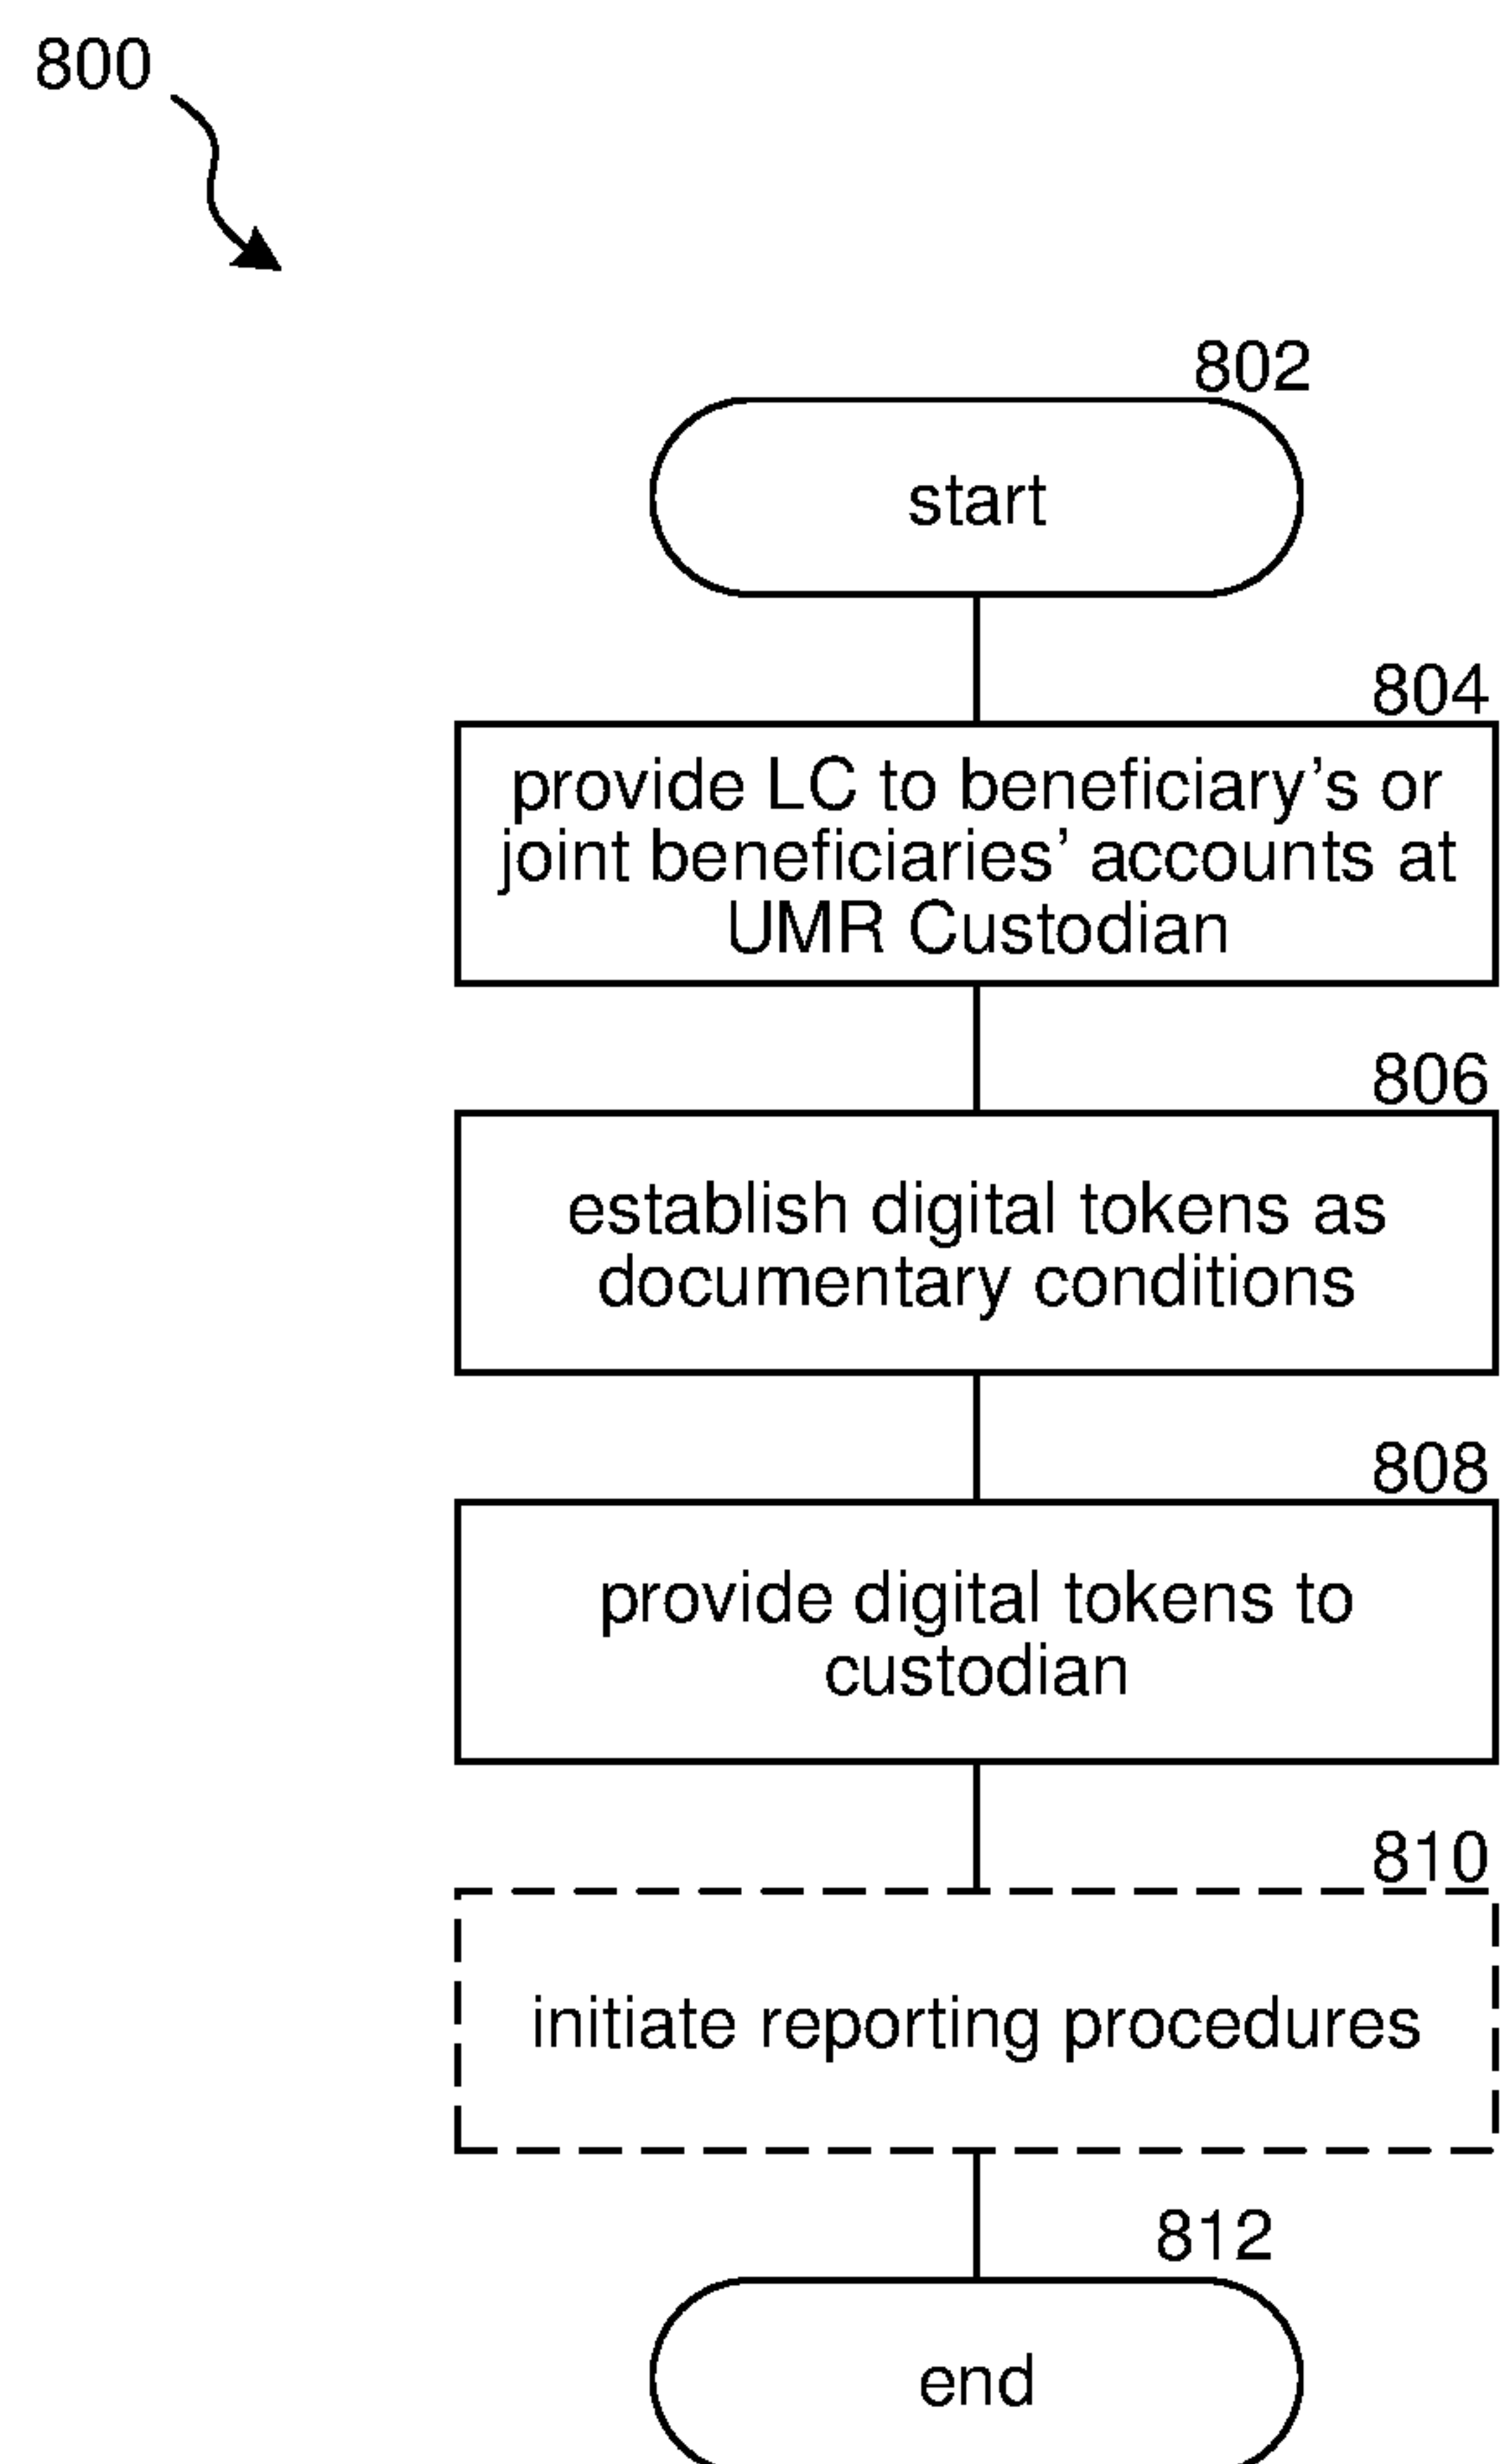 800
802
start
804
provide LC to beneficiary's or
joint beneficiaries' accounts at
UMR Custodian
806
establish digital tokens as
documentary conditions
808
provide digital tokens to
custodian
810
initiate reporting procedures
812
end